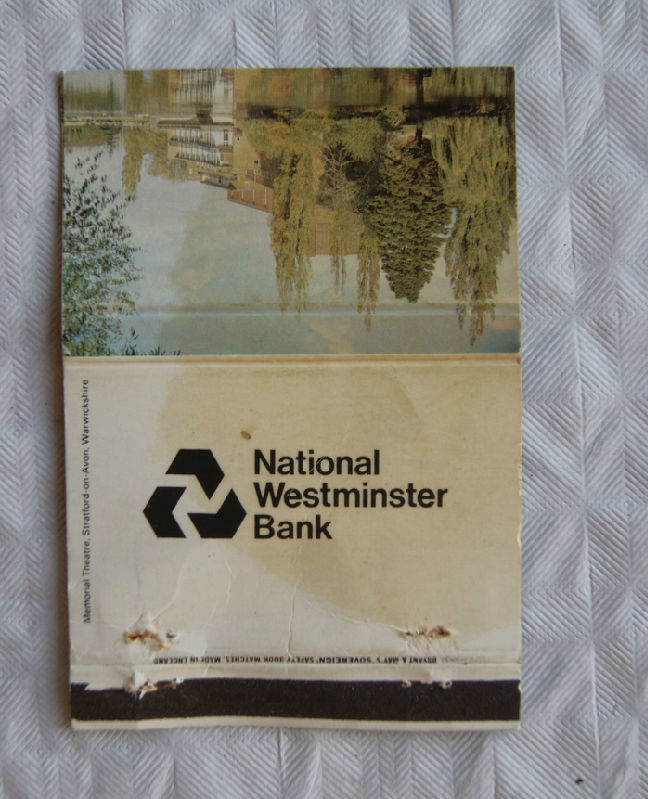 National
Westminster
Bank
Memorial Theatre, Stratford-on-Avon, Warwickshire
BRYANT & MAY'S 'SOVEREIGN' SAFETY BOOK MATCHES. MADE IN ENGLAND